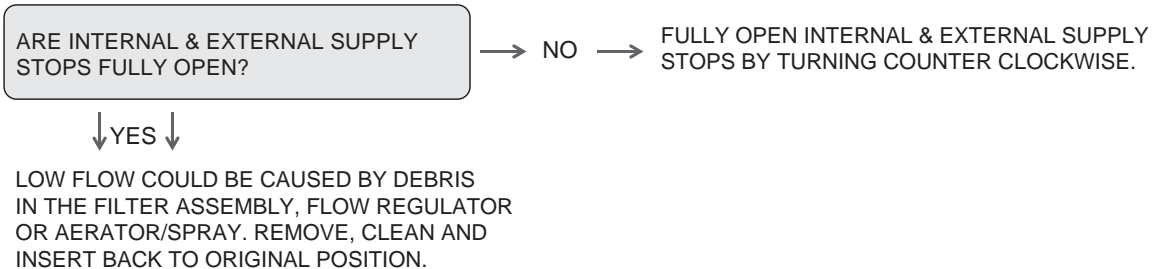 ARE INTERNAL & EXTERNAL SUPPLY
STOPS FULLY OPEN?
NO
FULLY OPEN INTERNAL & EXTERNAL SUPPLY
STOPS BY TURNING COUNTER CLOCKWISE.
YES
LOW FLOW COULD BE CAUSED BY DEBRIS
IN THE FILTER ASSEMBLY, FLOW REGULATOR
OR AERATOR/SPRAY. REMOVE, CLEAN AND
INSERT BACK TO ORIGINAL POSITION.